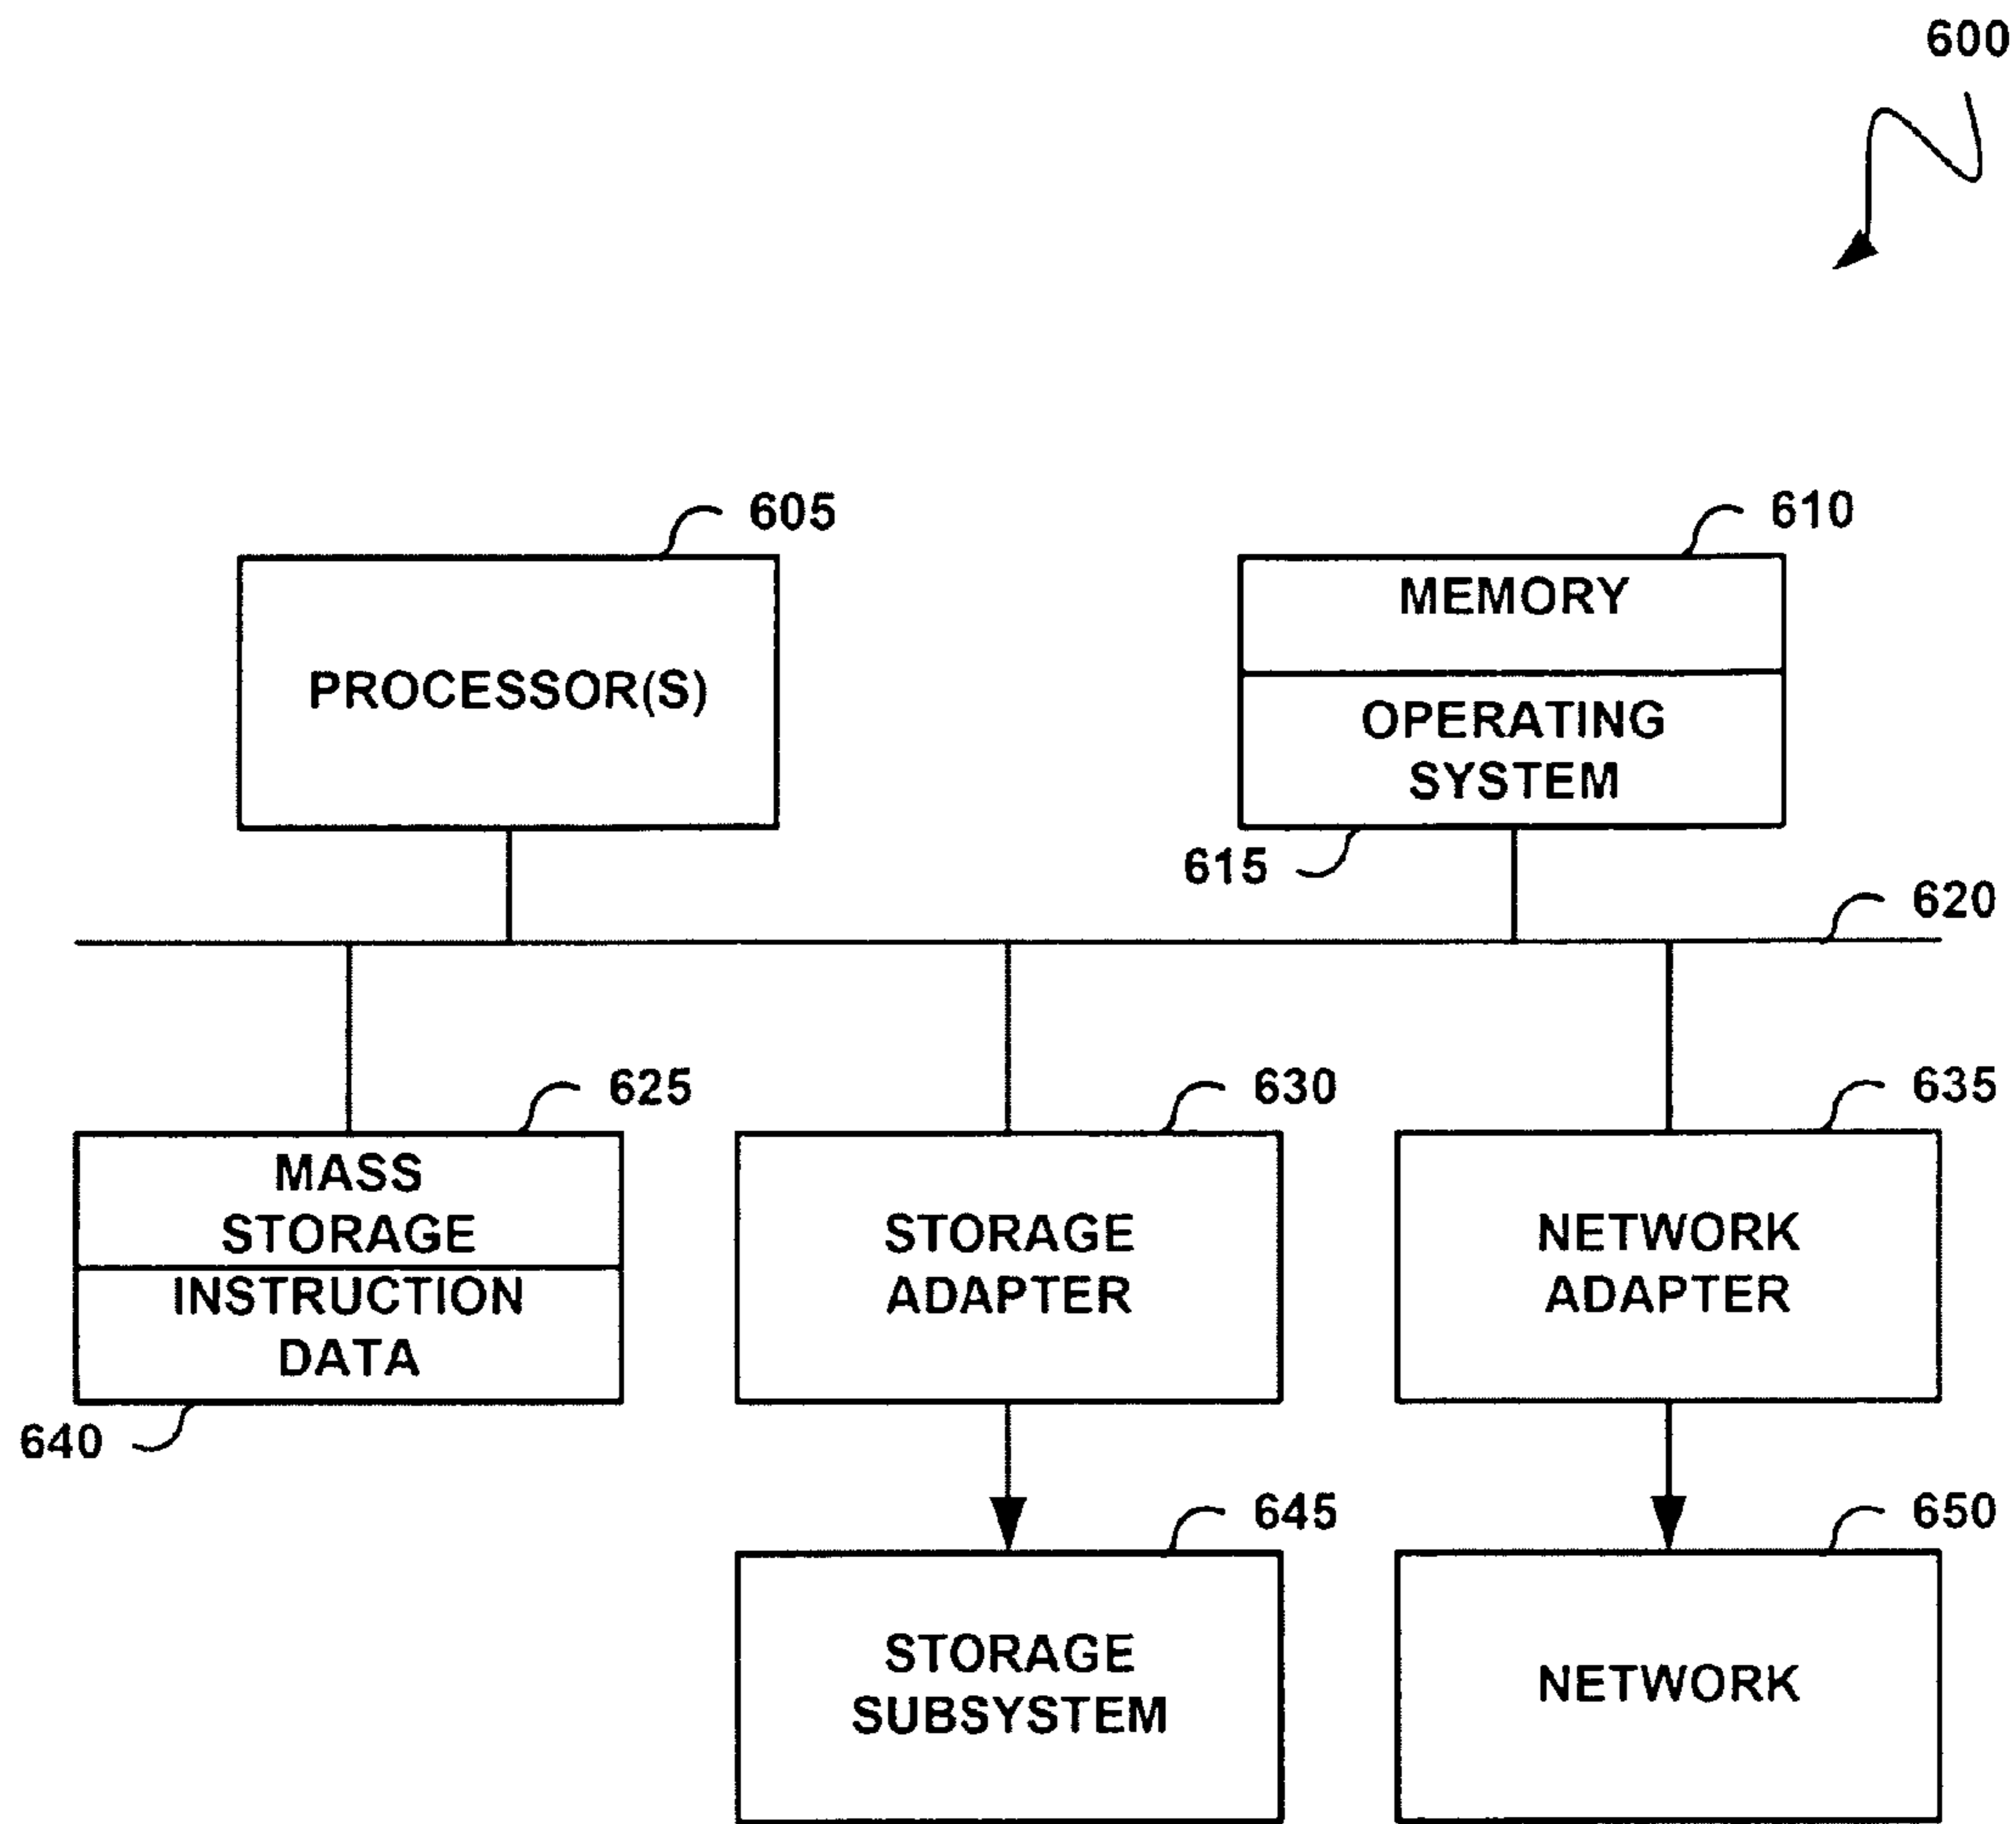 600
605
610
PROCESSOR(S)
MEMORY
OPERATING
SYSTEM
615
620
625
630
635
MASS
STORAGE
INSTRUCTION
DATA
640
STORAGE
ADAPTER
NETWORK
ADAPTER
645
650
STORAGE
SUBSYSTEM
NETWORK